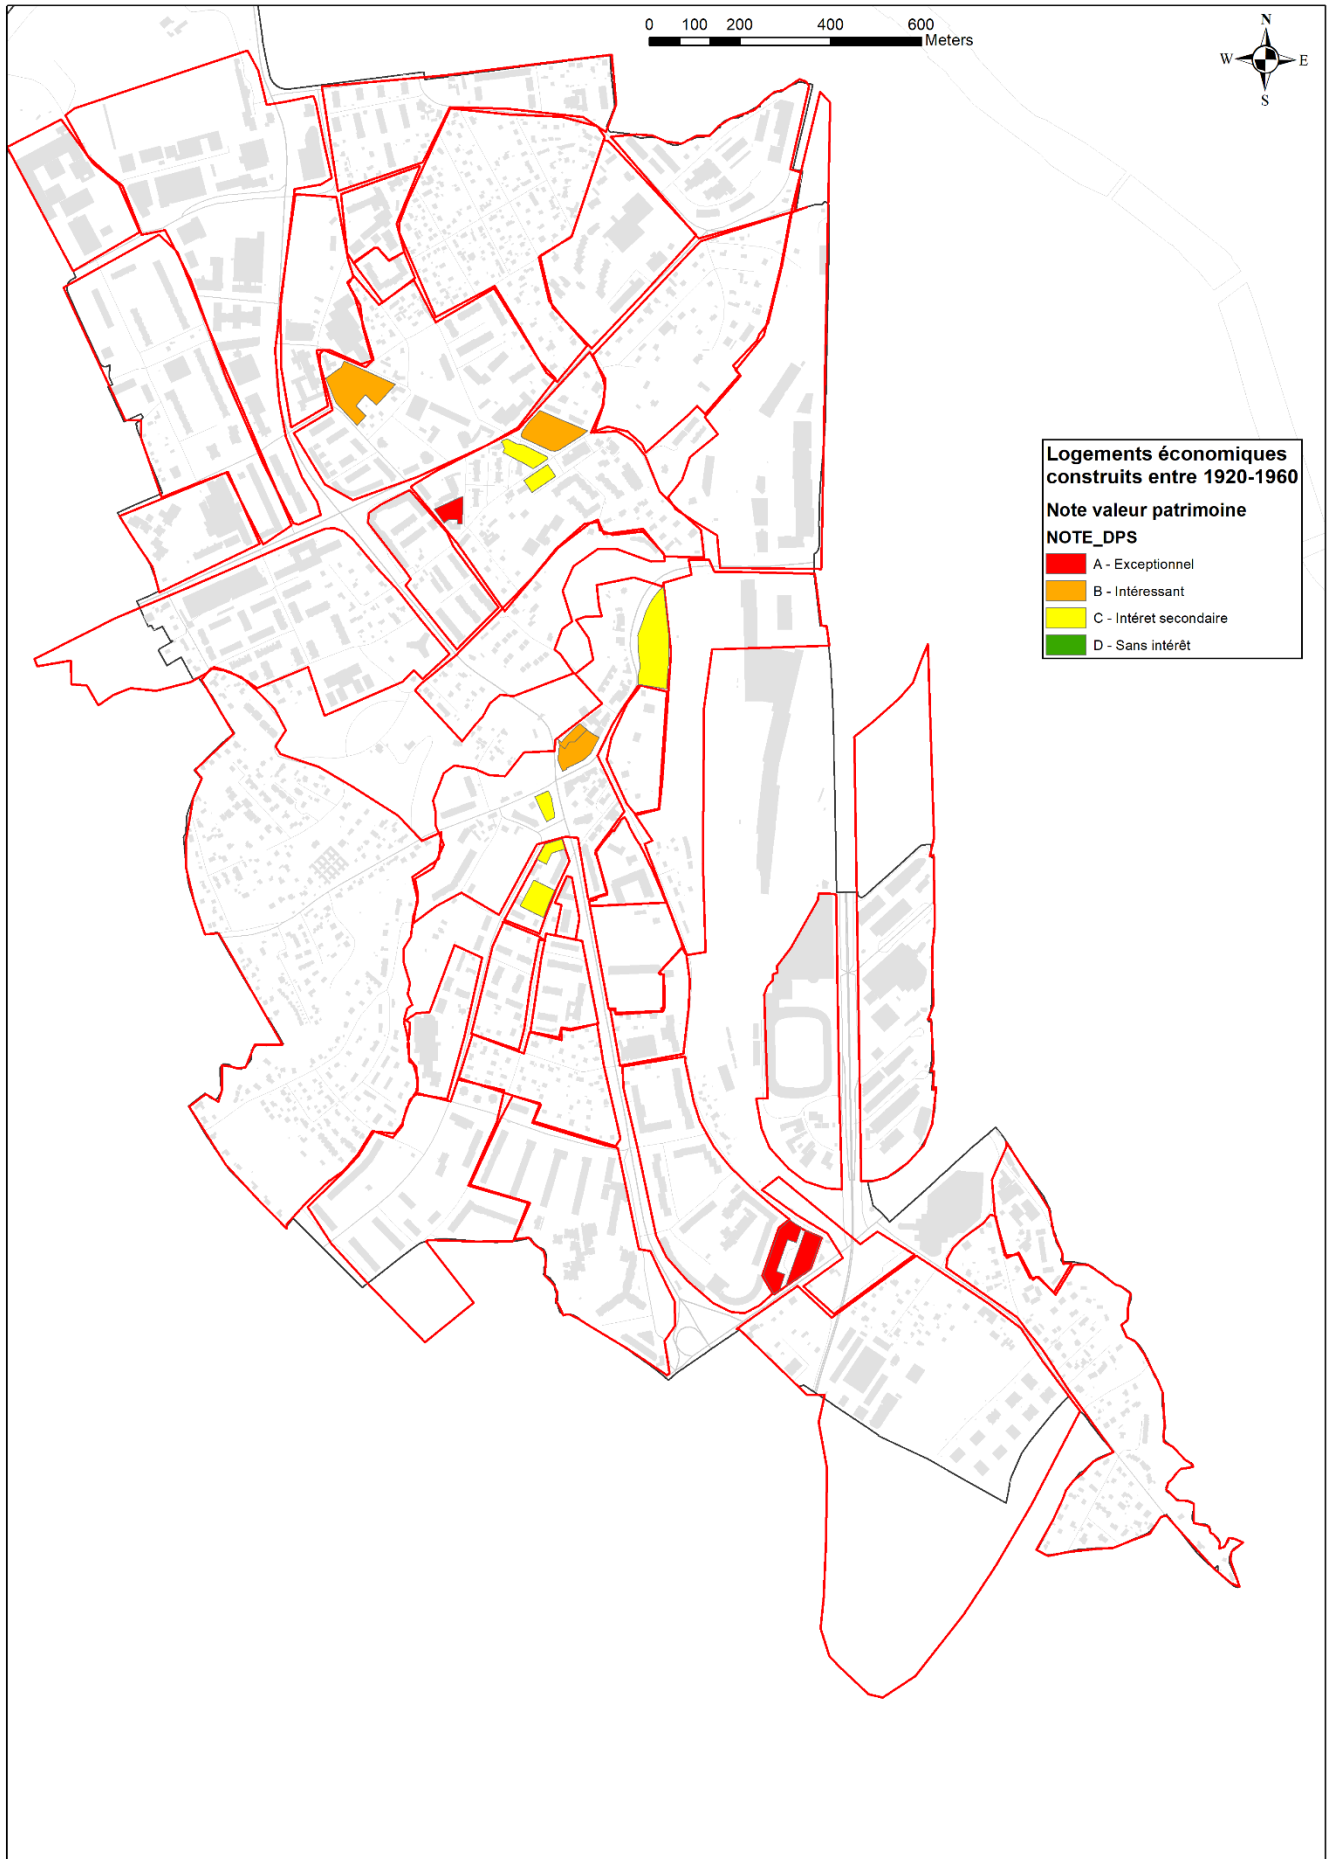 0 100 200 400 600
Meters
N
W E
S
Logements économiques
construits entre 1920-1960
Note valeur patrimoine
NOTE_DPS
A - Exceptionnel
B - Intéressant
C - Intéret secondaire
D - Sans intérêt